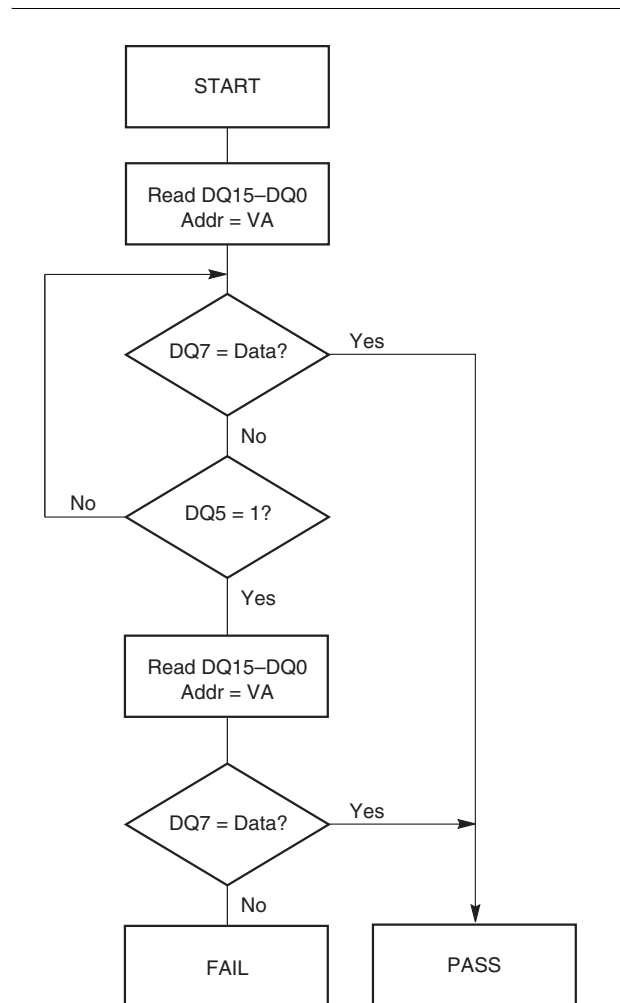 START
Read DQ15–DQ0
Addr = VA
DQ7 = Data?
Yes
No
DQ5 = 1?
No
Yes
Read DQ15–DQ0
Addr = VA
DQ7 = Data?
Yes
No
FAIL
PASS